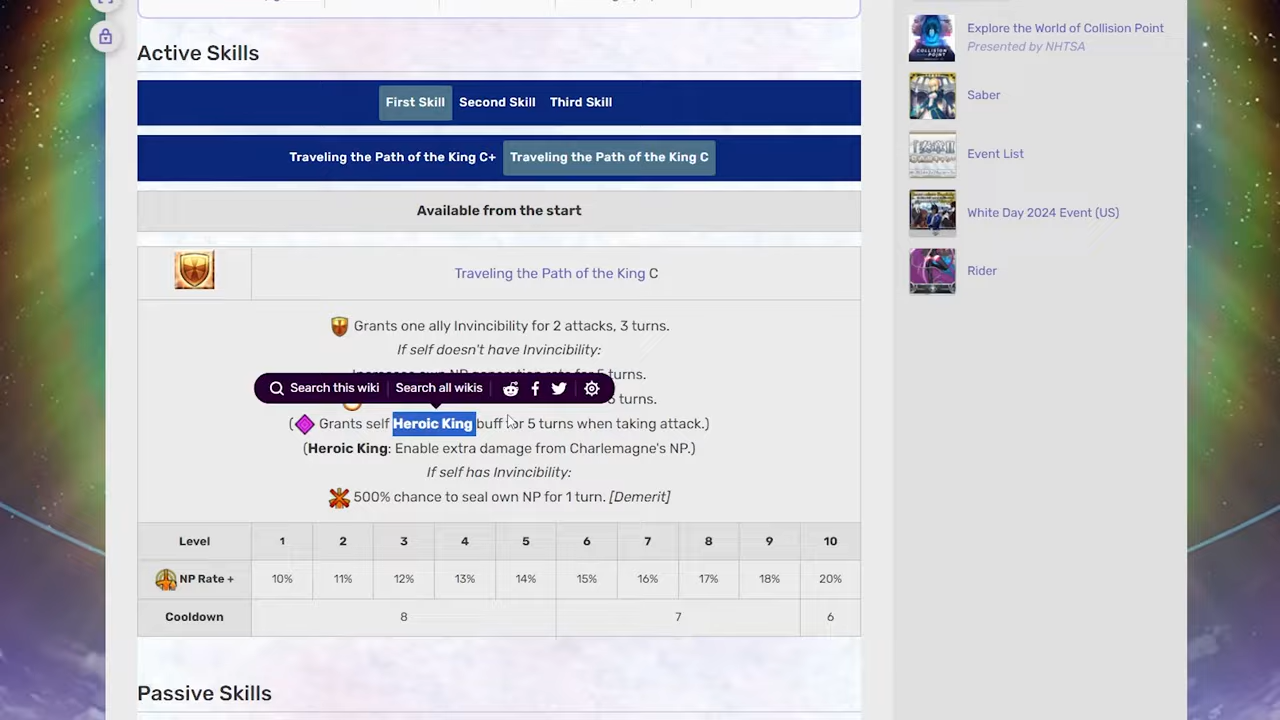 Active Skills
First Skill Second Skill Third Skill
Traveling the Path of the King C+ Traveling the Path of the King C
Available from the start
Traveling the Path of the King C
Grants one ally Invincibility for 2 attacks, 3 turns.
If self doesn't have Invincibility:
turns.
Search this wiki Search all wikis
turns.
(Grants self Heroic King buff for 5 turns when taking attack.)
(Heroic King: Enable extra damage from Charlemagne's NP.)
If self has Invincibility:
500% chance to seal own NP for 1 turn. [Demerit]
Level 1 2 3 4 5 6 7 8 9 10
NP Rate + 10% 11% 12% 13% 14% 15% 16% 17% 18% 20%
Cooldown 8 7 6
Passive Skills
Explore the World of Collision Point
Presented by NHTSA
Saber
Event List
White Day 2024 Event (US)
Rider